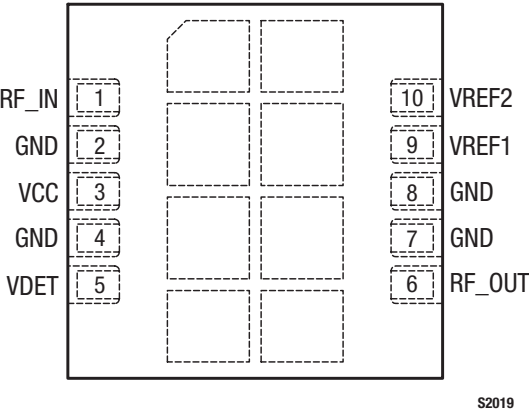 RF_IN 1 10 VREF2
GND 2 9 VREF1
VCC 3 8 GND
GND 4 7 GND
VDET 5 6 RF_OUT
S2019